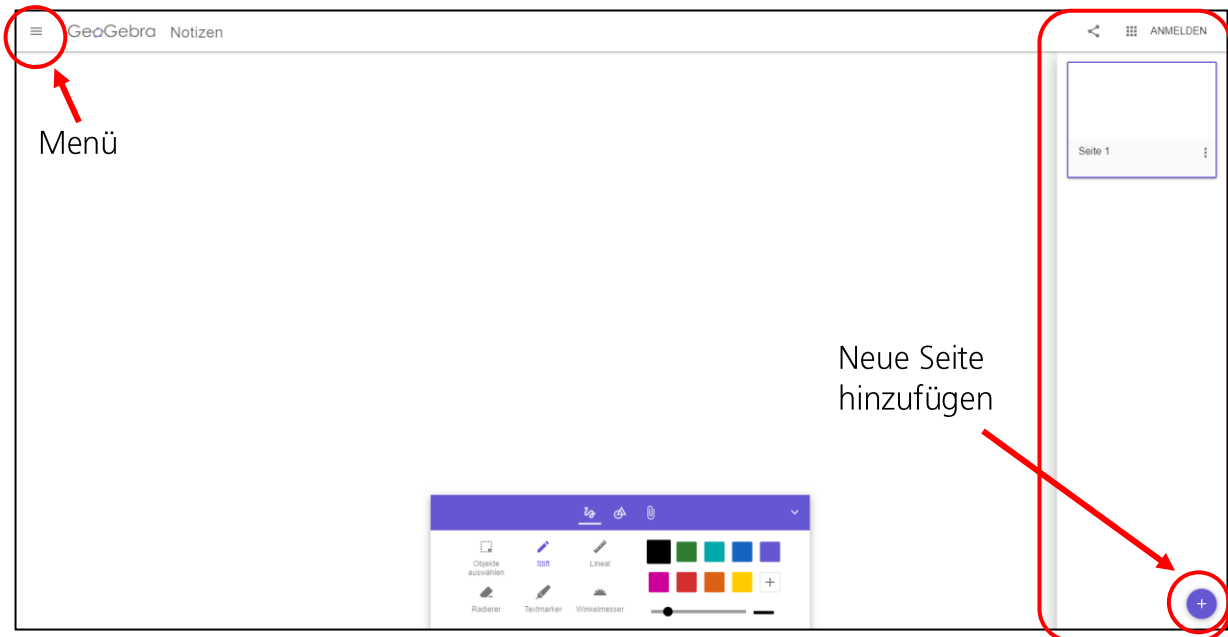 GeoGebra Notizen
ANMELDEN
Menü
Seite 1
Neue Seite
hinzufügen
Objekte
auswählen
Stift
Lineal
Radierer
Textmarker
Winkelmesser